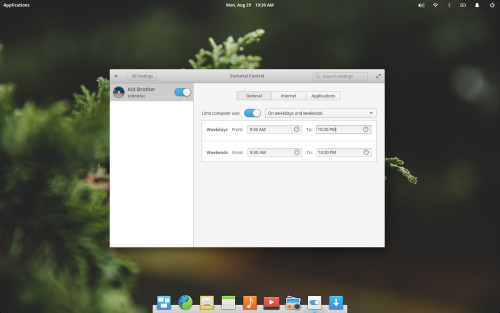 Applications
Mon, Aug 29 10:36 AM
All Settings
Parental Control
Search Settings
Kid Brother
General
Internet
Applications
Limit computer use:
On weekdays and weekends
Weekdays From: 9:30 AM To: 10:00 PM
Weekends From: 9:30 AM To: 10:30 PM